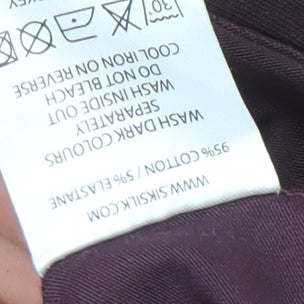 WWW.SIKSILK.COM
95% COTTON / 5% ELASTANE
WASH DARK COLOURS
SEPARATELY
WASH INSIDE OUT
DO NOT BLEACH
COOL IRON ON REVERSE
30°